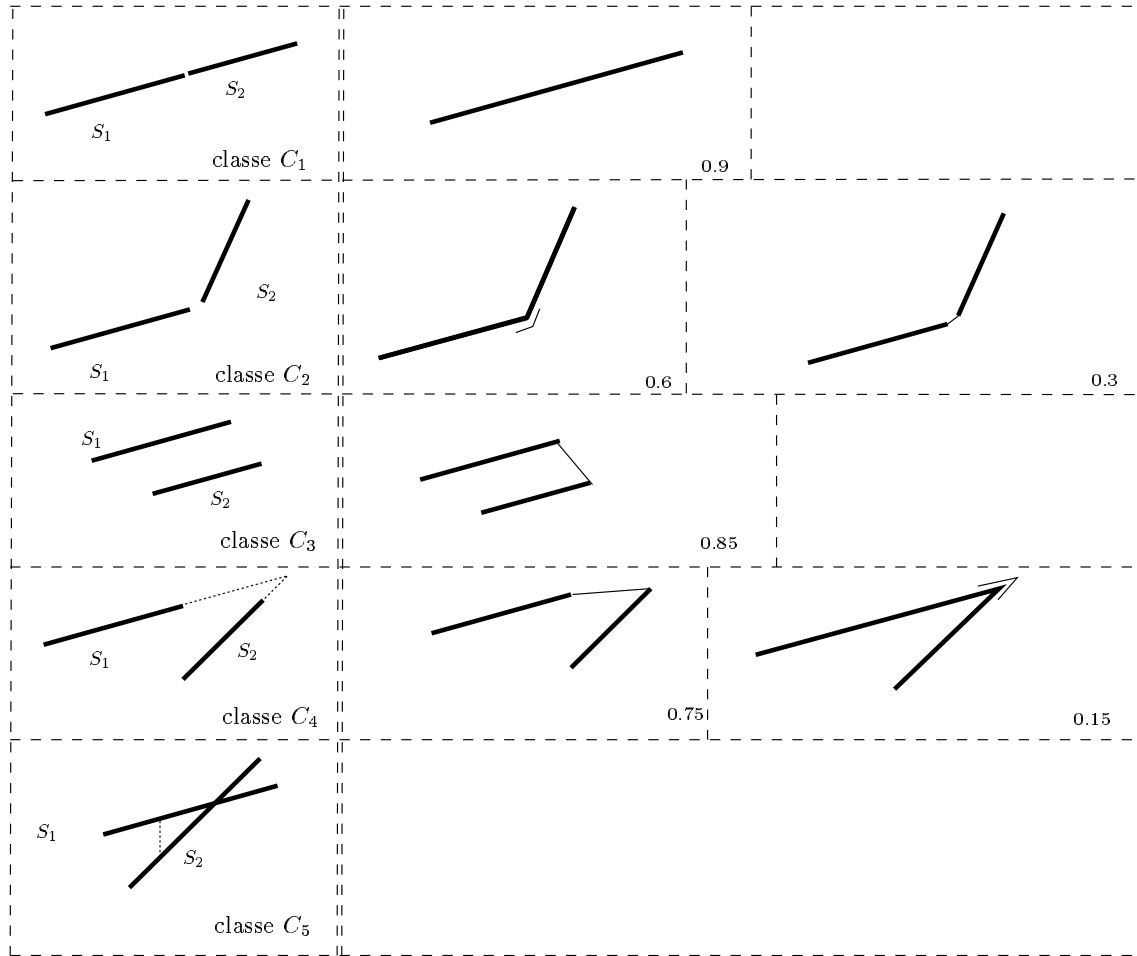 S₂
S₁
classe C₁
0.9
S₂
S₁
classe C₂
0.6
0.3
S₁
S₂
classe C₃
0.85
S₁
S₂
classe C₄
0.75
0.15
S₁
S₂
classe C₅